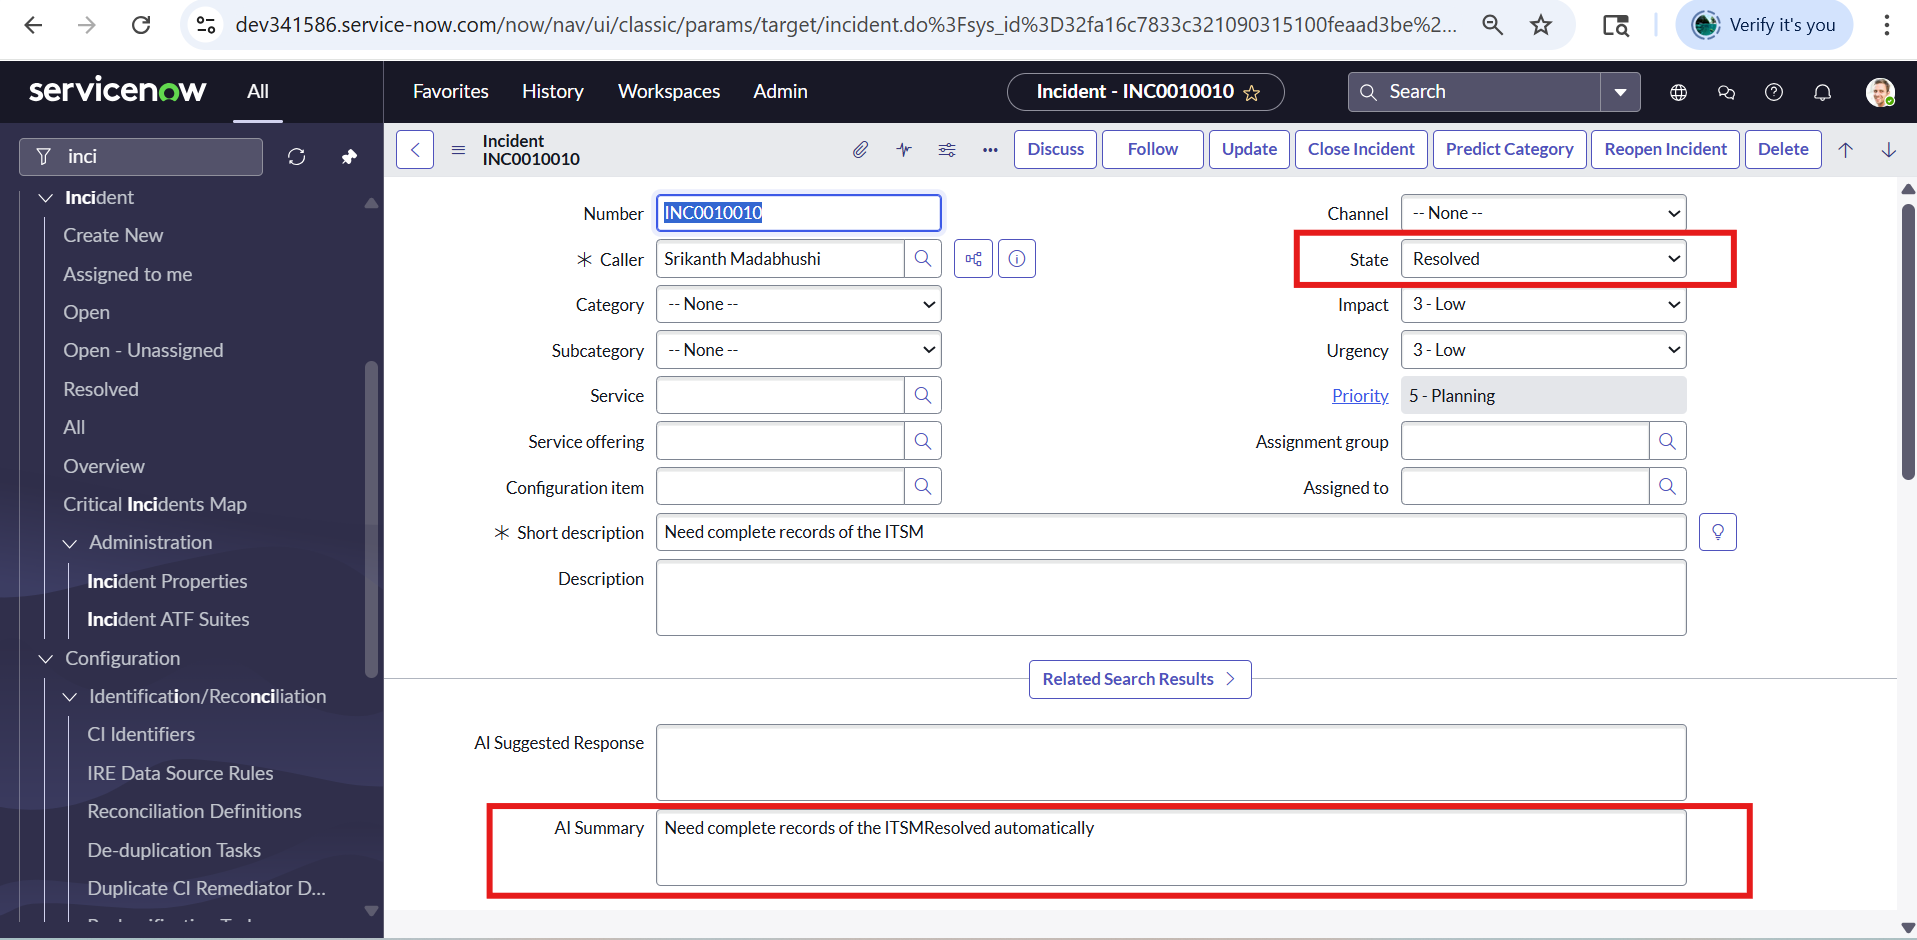 dev341586.service-now.com/now/nav/ui/classic/params/target/incident.do%3Fsys_id%3D32fa16c7833c321090315100feaad3be%2...
Verify it's you
servicenow
All
Favorites
History
Workspaces
Admin
Incident - INC0010010
Search
inci
Incident
Create New
Assigned to me
Open
Open - Unassigned
Resolved
All
Overview
Critical Incidents Map
Administration
Incident Properties
Incident ATF Suites
Configuration
Identification/Reconciliation
CI Identifiers
IRE Data Source Rules
Reconciliation Definitions
De-duplication Tasks
Duplicate CI Remediator D...
Incident
INC0010010
Discuss
Follow
Update
Close Incident
Predict Category
Reopen Incident
Delete
Number INC0010010
Channel -- None --
* Caller Srikanth Madabhushi
State Resolved
Category -- None --
Impact 3 - Low
Subcategory -- None --
Urgency 3 - Low
Service
Priority 5 - Planning
Service offering
Assignment group
Configuration item
Assigned to
* Short description Need complete records of the ITSM
Description
Related Search Results
AI Suggested Response
AI Summary Need complete records of the ITSMResolved automatically